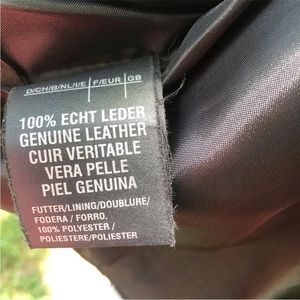 D/CH/B/NL/I/E F/EUR GB
100% ECHT LEDER
GENUINE LEATHER
CUIR VERITABLE
VERA PELLE
PIEL GENUINA
FUTTER/LINING/DOUBLURE/
FODERA / FORRO.
100% POLYESTER /
POLIESTERE/POLIESTER